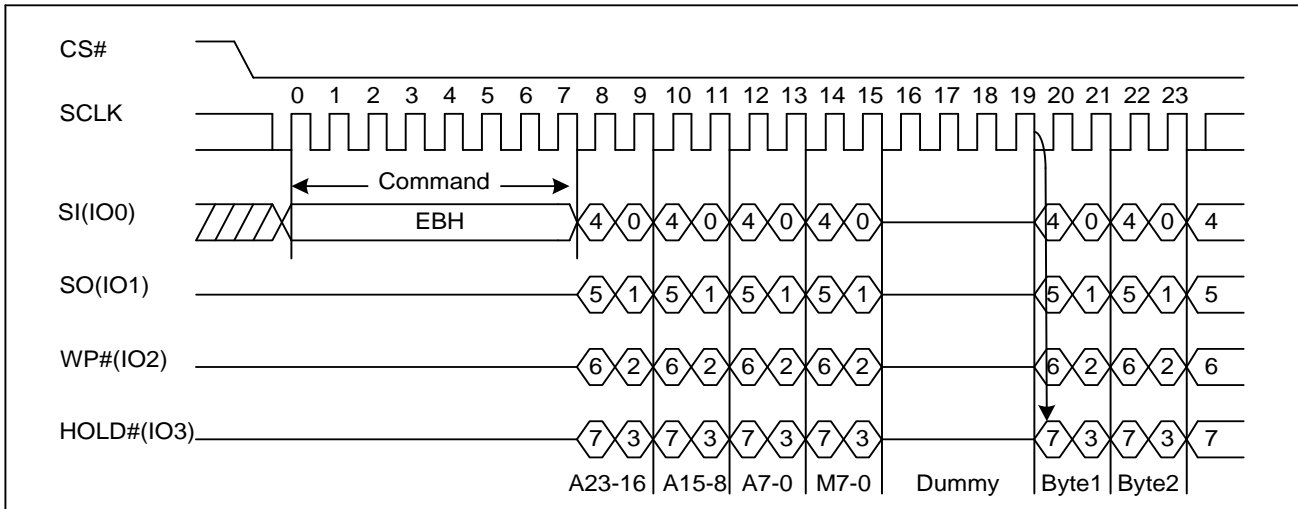 CS#
0 1 2 3 4 5 6 7 8 9 10 11 12 13 14 15 16 17 18 19 20 21 22 23
SCLK
Command
SI(IO0) EBH 4 0 4 0 4 0 4 0 4 0 4 0 4
SO(IO1) 5 1 5 1 5 1 5 1 5 1 5 1 5
WP#(IO2) 6 2 6 2 6 2 6 2 6 2 6 2 6
HOLD#(IO3) 7 3 7 3 7 3 7 3 7 3 7 3 7
A23-16 A15-8 A7-0 M7-0 Dummy Byte1 Byte2